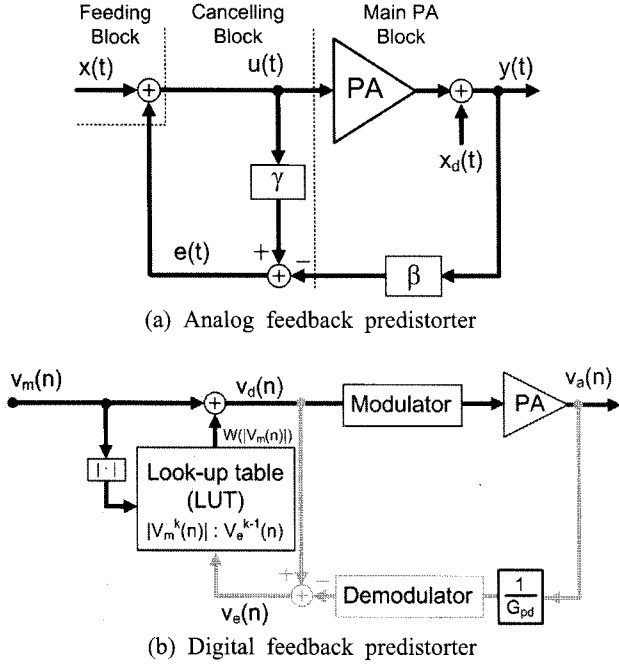 Feeding Block
Cancelling Block
Main PA Block
x(t)
u(t)
y(t)
PA
x_d(t)
γ
e(t)
+
−
β
(a) Analog feedback predistorter
v_m(n)
v_d(n)
v_a(n)
Modulator
PA
W(|V_m(n)|)
| · |
Look-up table
(LUT)
|V_m^k(n)| : V_e^{k-1}(n)
+
−
Demodulator
1
G_pd
v_e(n)
(b) Digital feedback predistorter